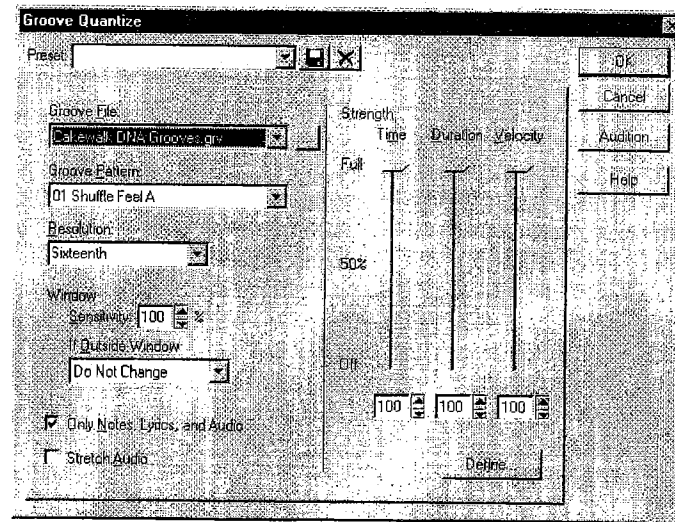 Groove Quantize
Preset:
OK
Cancel
Audition
Help
Groove File:
Cakewalk DNA Grooves.grv
Groove Pattern:
01 Shuffle Feel A
Resolution:
Sixteenth
Window
Sensitivity: 100 %
If Outside Window
Do Not Change
Only Notes, Lyrics, and Audio
Stretch Audio
Strength
Time Duration Velocity
Full
50%
Off
100 100 100
Define